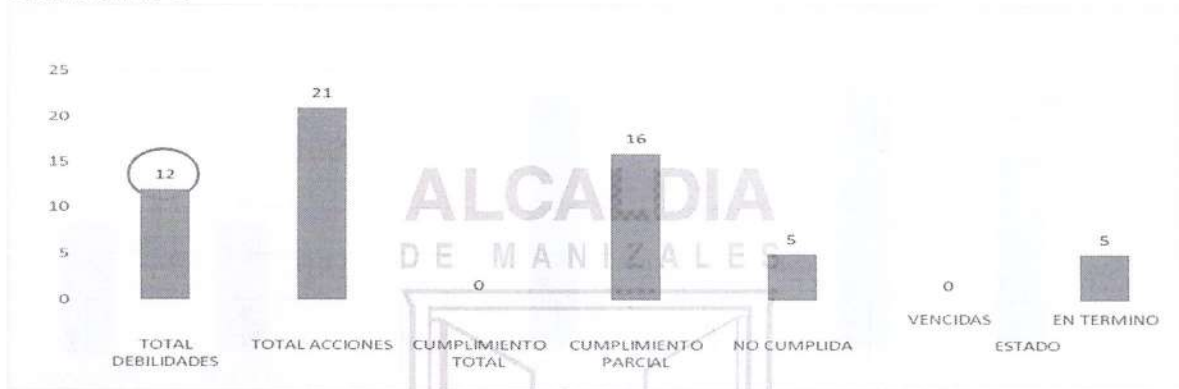 25
20
15
10
5
0
12
21
0
16
5
0
5
TOTAL DEBILIDADES
TOTAL ACCIONES
CUMPLIMIENTO TOTAL
CUMPLIMIENTO PARCIAL
NO CUMPLIDA
VENCIDAS
EN TERMINO
ESTADO
ALCALDIA
DE MANIZALES